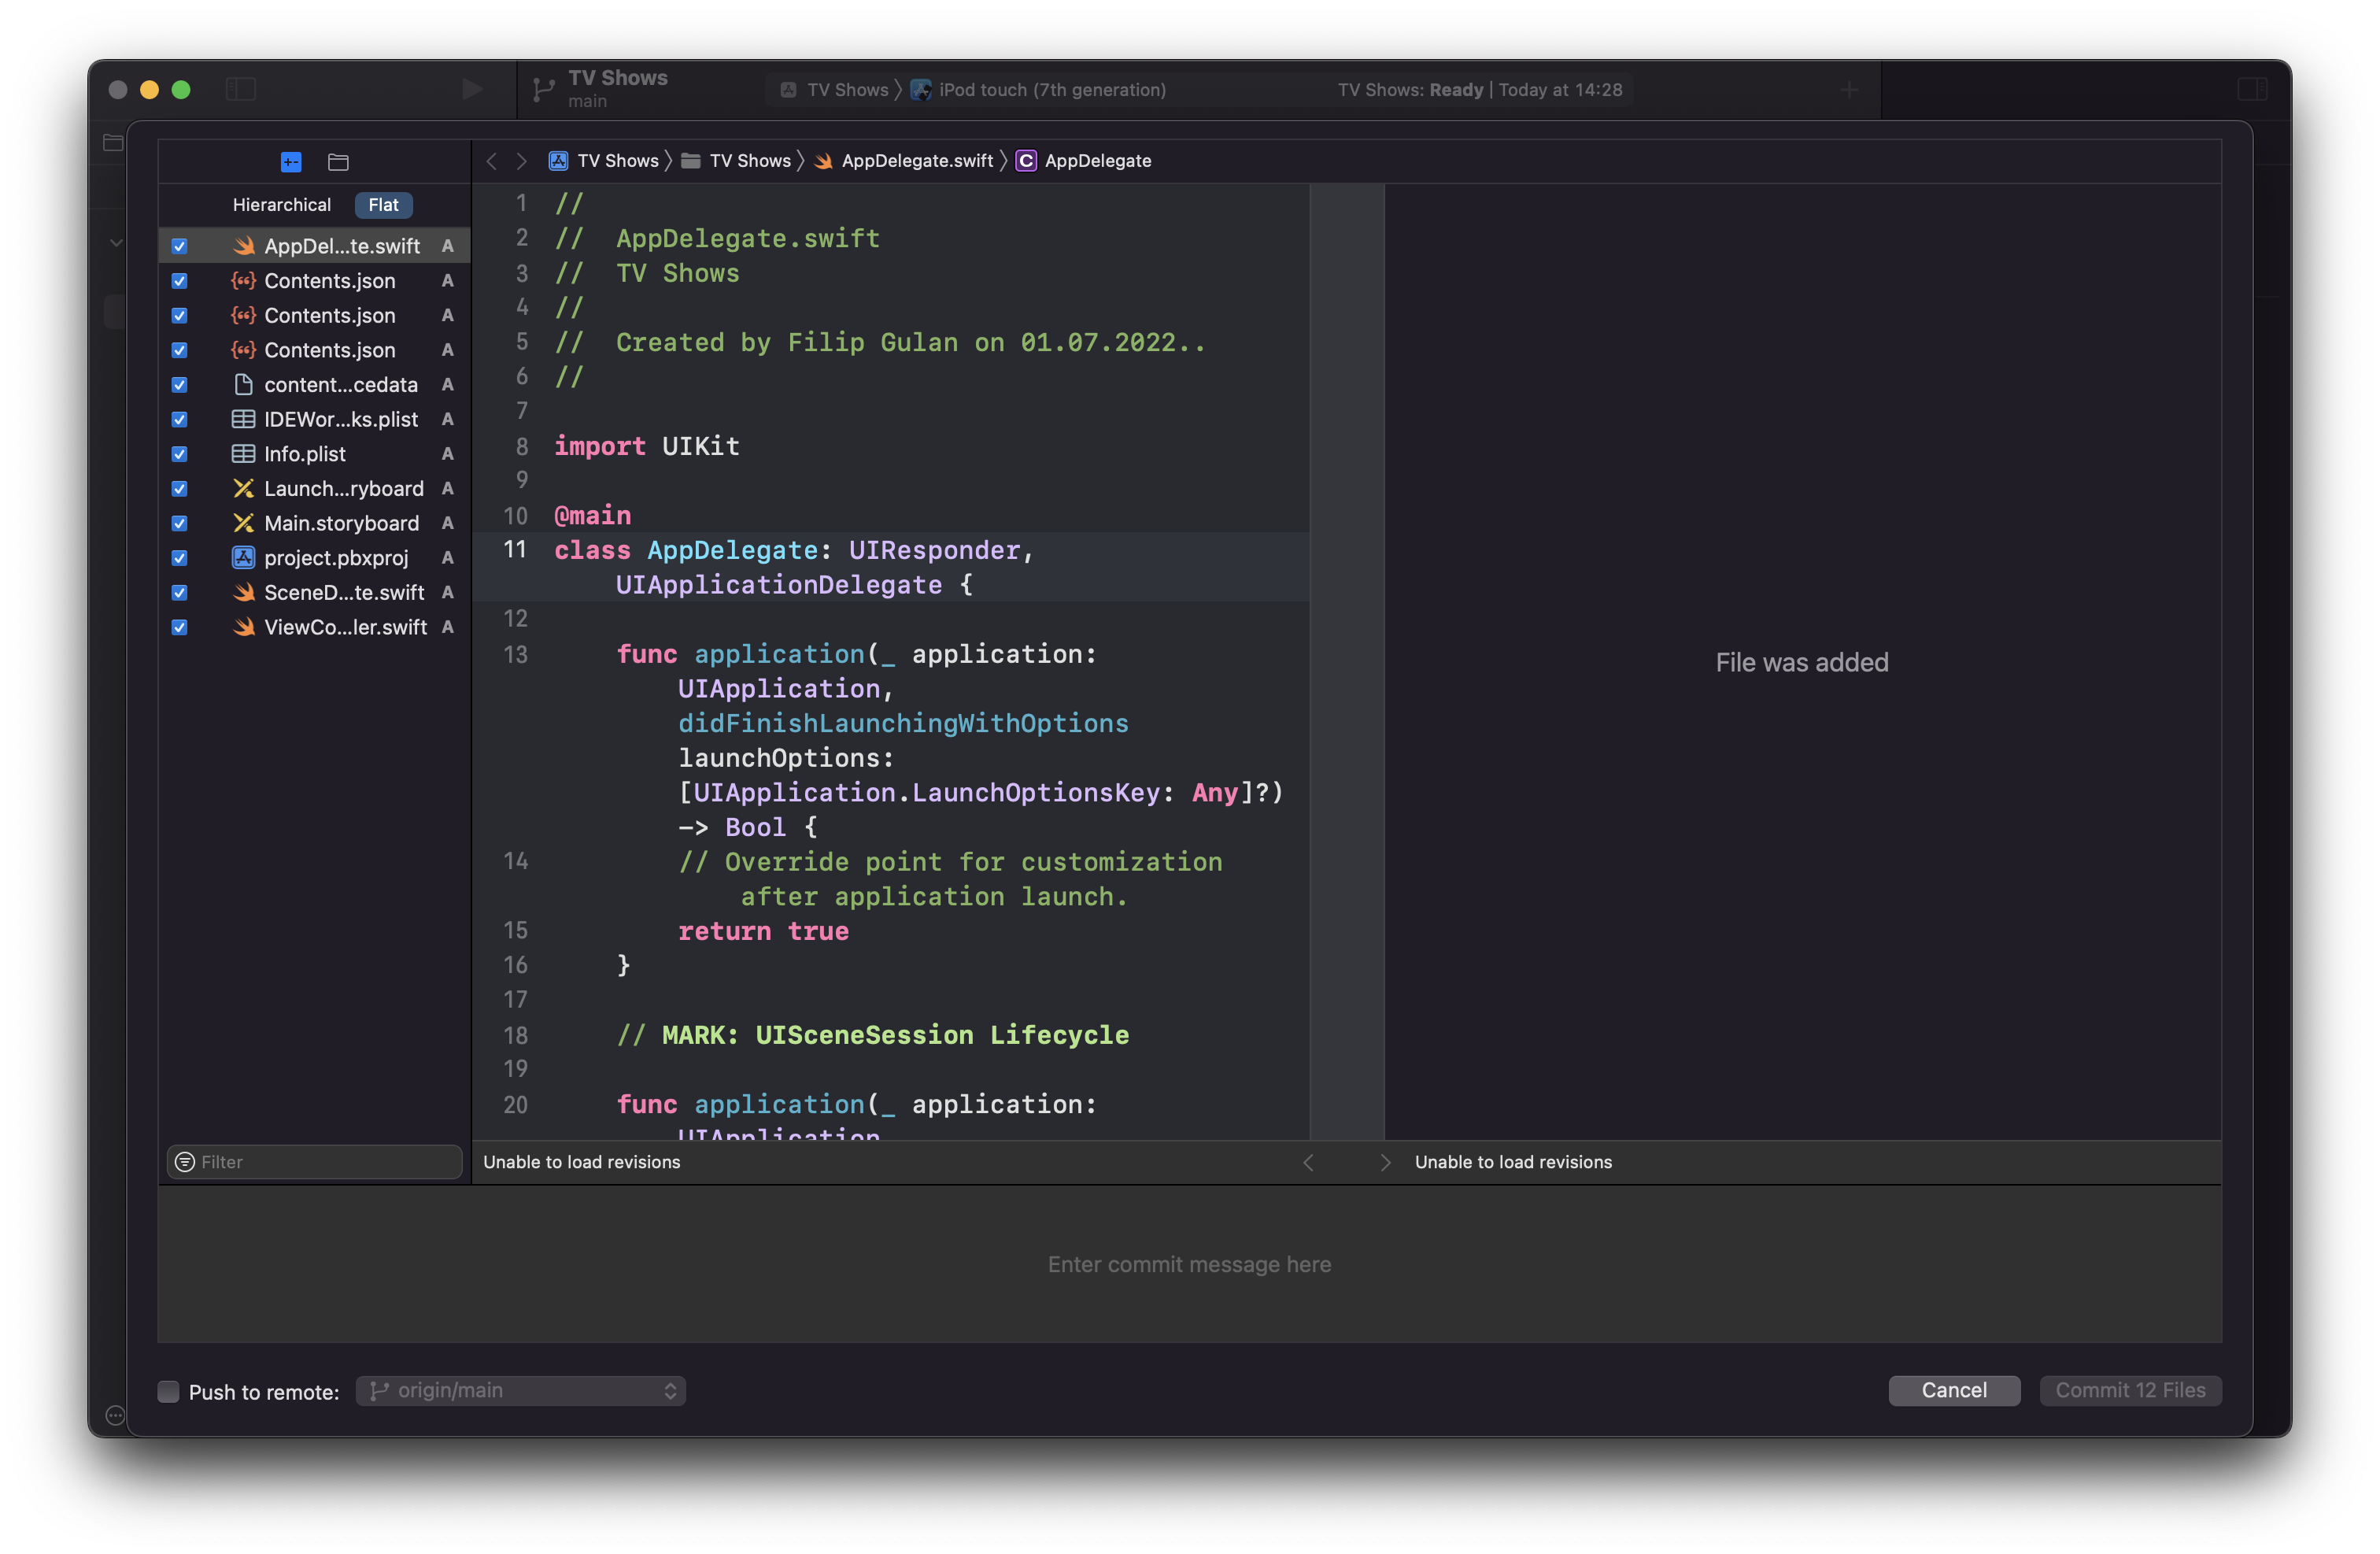 TV Shows
main
TV Shows
iPod touch (7th generation)
TV Shows: Ready | Today at 14:28
TV Shows
TV Shows
AppDelegate.swift
C
AppDelegate
Hierarchical
Flat
AppDel...te.swift A
Contents.json A
Contents.json A
Contents.json A
content...cedata A
IDEWor...ks.plist A
Info.plist A
Launch...ryboard A
Main.storyboard A
project.pbxproj A
SceneD...te.swift A
ViewCo...ler.swift A
Filter
1 //
2 //  AppDelegate.swift
3 //  TV Shows
4 //
5 //  Created by Filip Gulan on 01.07.2022..
6 //
7
8 import UIKit
9
10 @main
11 class AppDelegate: UIResponder,
UIApplicationDelegate {
12
13 func application(_ application:
UIApplication,
didFinishLaunchingWithOptions
launchOptions:
[UIApplication.LaunchOptionsKey: Any]?)
-> Bool {
14 // Override point for customization
after application launch.
15 return true
16 }
17
18 // MARK: UISceneSession Lifecycle
19
20 func application(_ application:
UIApplication,
File was added
Unable to load revisions
Unable to load revisions
Enter commit message here
Push to remote:
origin/main
Cancel
Commit 12 Files